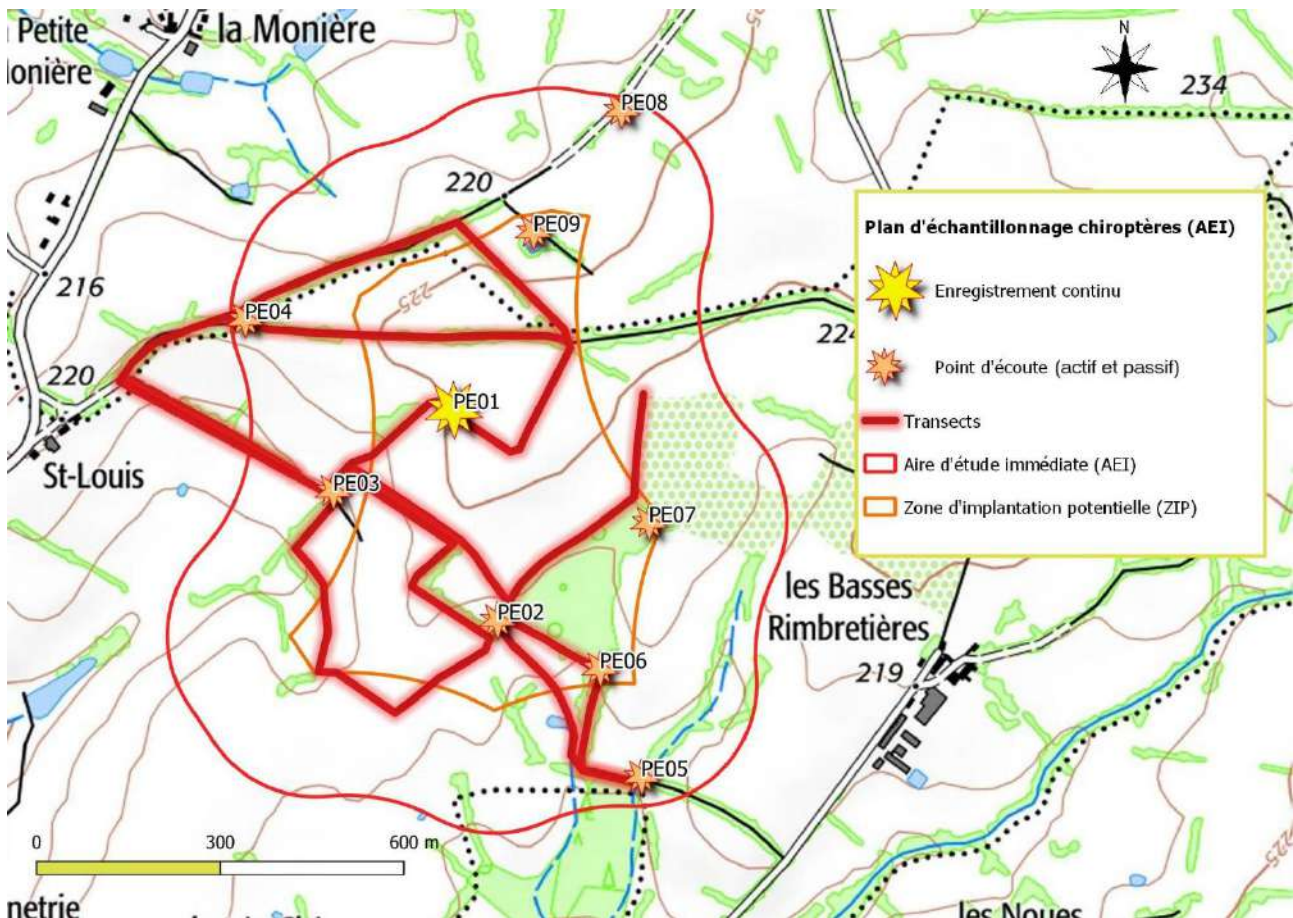 Petite
la Monière
onière
N
PE08
234
220
PE09
225
216
PE04
220
PE01
St-Louis
PE03
PE07
PE02
PE06
PE05
224
Plan d'échantillonnage chiroptères (AEI)
Enregistrement continu
Point d'écoute (actif et passif)
Transects
Aire d'étude immédiate (AEI)
Zone d'implantation potentielle (ZIP)
les Basses
Rimbretières
219
225
225
0 300 600 m
netrie
les Noues